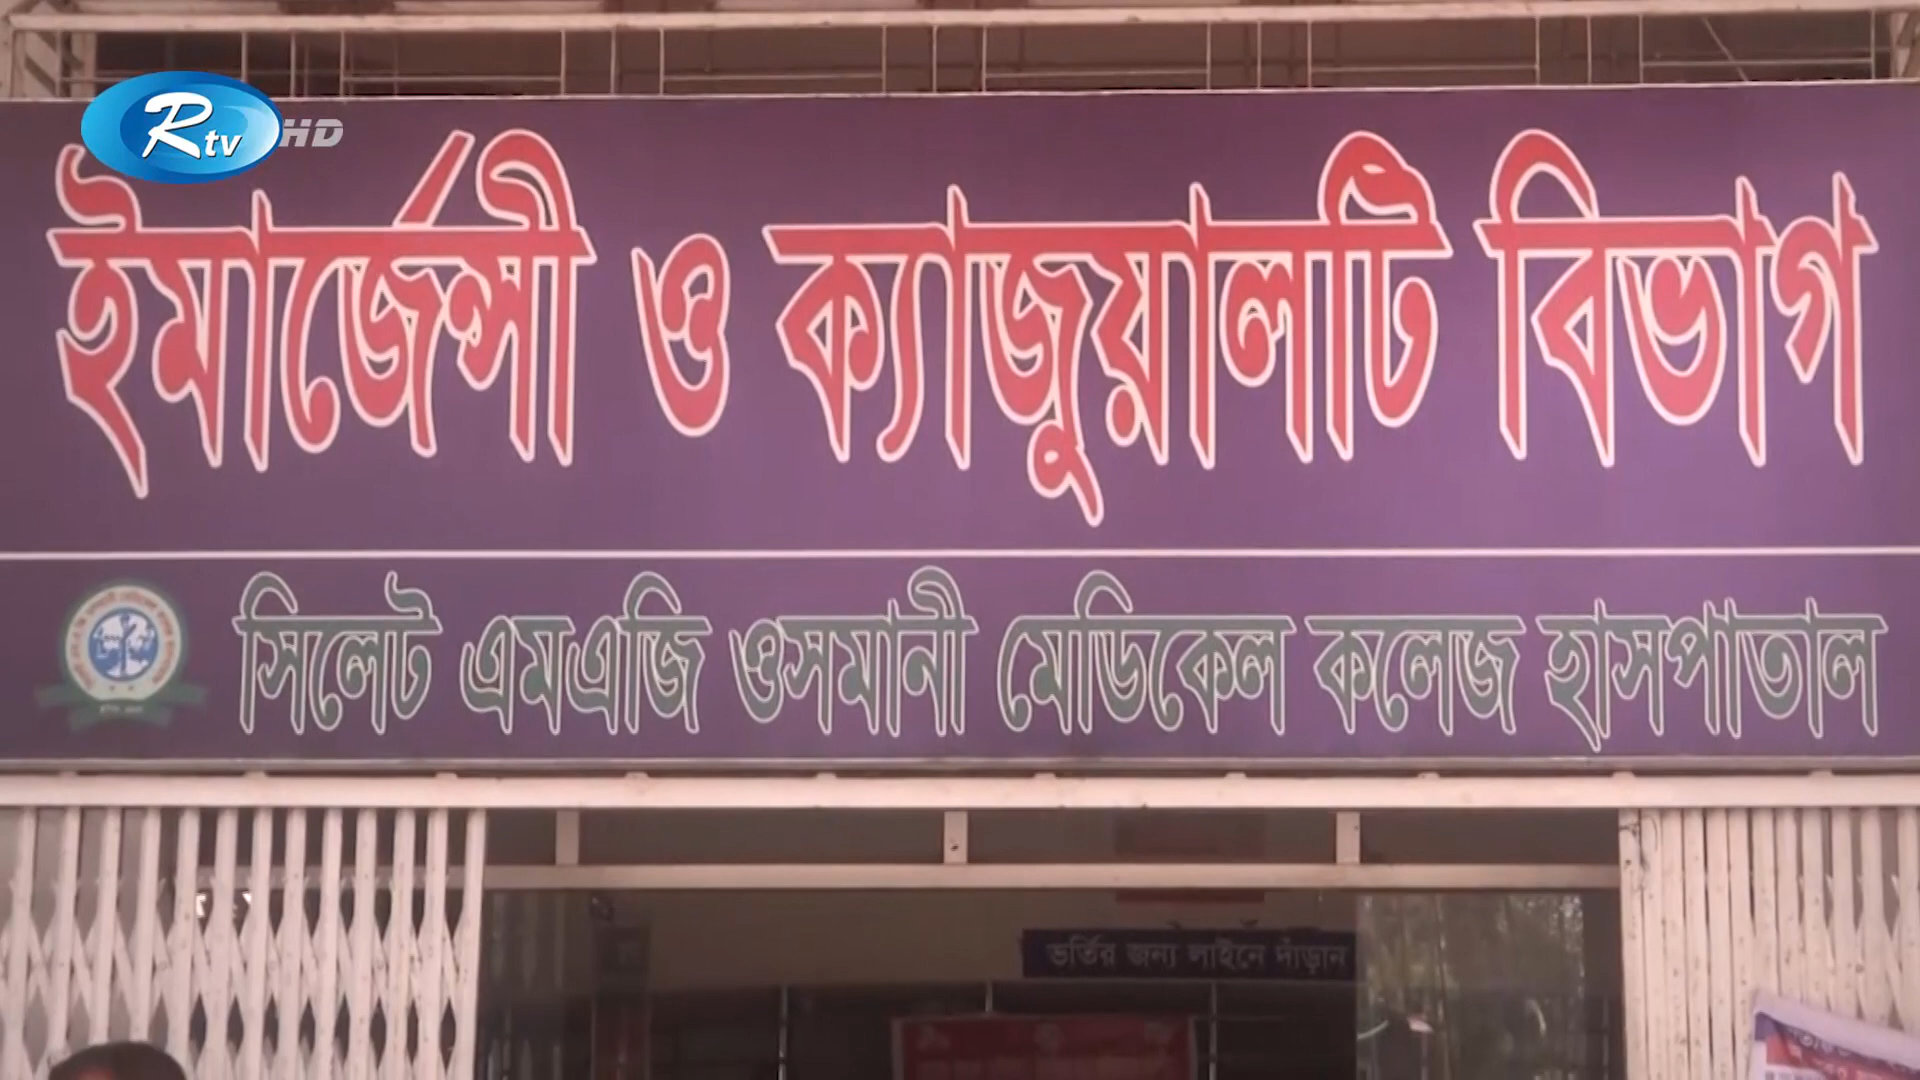 Rtv HD
ইমার্জেন্সী ও ক্যাজুয়ালটি বিভাগ
সিলেট এমএজি ওসমানী মেডিকেল কলেজ হাসপাতাল
ভর্তির জন্য লাইনে দাঁড়ান